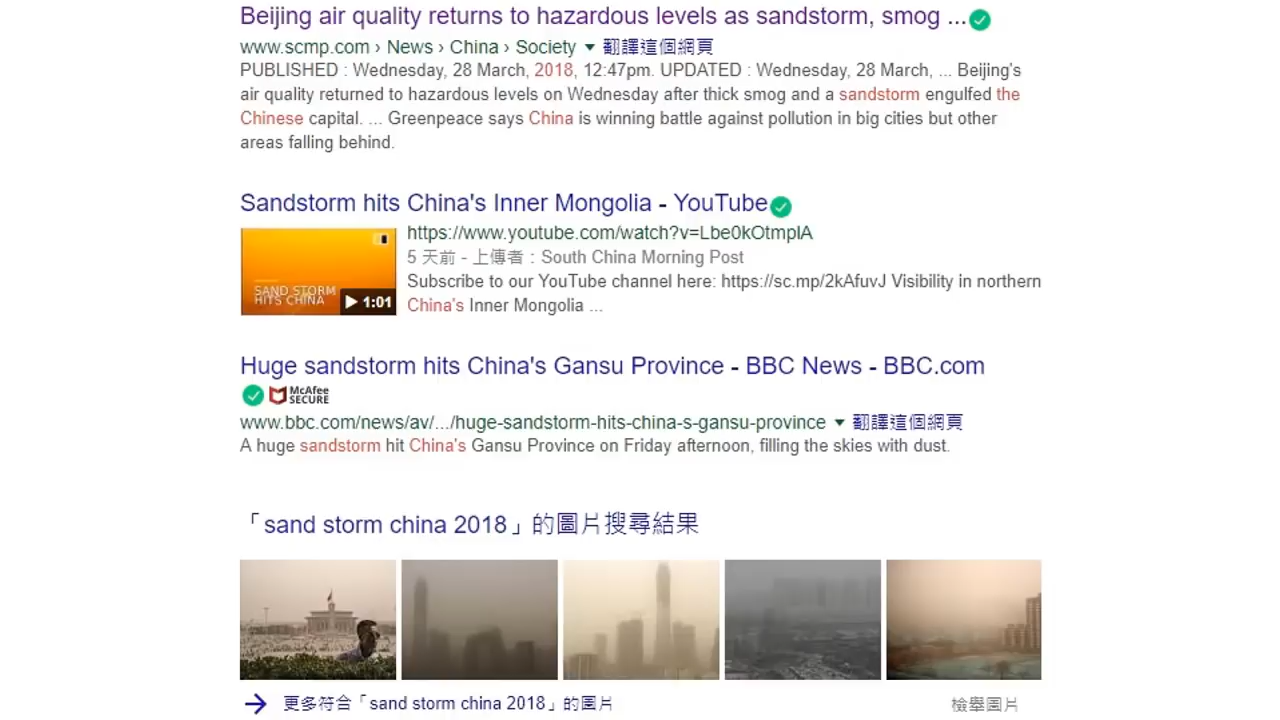 Beijing air quality returns to hazardous levels as sandstorm, smog ...
www.scmp.com › News › China › Society ▼ 翻譯這個網頁
PUBLISHED : Wednesday, 28 March, 2018, 12:47pm. UPDATED : Wednesday, 28 March, ... Beijing's
air quality returned to hazardous levels on Wednesday after thick smog and a sandstorm engulfed the
Chinese capital. ... Greenpeace says China is winning battle against pollution in big cities but other
areas falling behind.
Sandstorm hits China's Inner Mongolia - YouTube
https://www.youtube.com/watch?v=Lbe0kOtmplA
SAND STORM
HITS CHINA
▶ 1:01
5 天前 - 上傳者：South China Morning Post
Subscribe to our YouTube channel here: https://sc.mp/2kAfuvJ Visibility in northern
China's Inner Mongolia ...
Huge sandstorm hits China's Gansu Province - BBC News - BBC.com
McAfee
SECURE
www.bbc.com/news/av/.../huge-sandstorm-hits-china-s-gansu-province ▼ 翻譯這個網頁
A huge sandstorm hit China's Gansu Province on Friday afternoon, filling the skies with dust.
「sand storm china 2018」的圖片搜尋結果
→ 更多符合「sand storm china 2018」的圖片
檢舉圖片